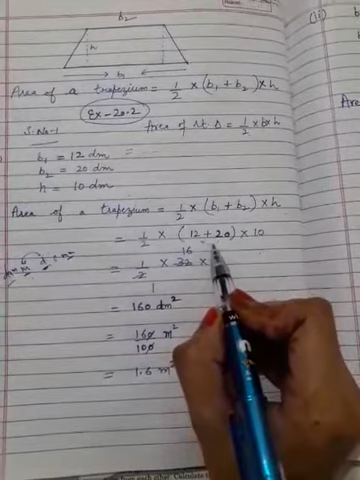 b₂
(ii)
h
b₁
Area of a trapezium = 1/2 × (b₁ + b₂) × h
Ex-20.2
S.No-1
Area of rt Δ = 1/2 × b × h
b₁ = 12 dm =
b₂ = 20 dm
h = 10 dm
Area of a trapezium = 1/2 × (b₁ + b₂) × h
= 1/2 × (12 + 20) × 10
16
= 1/2 × 32 ×
1
= 160 dm²
= 160/100 m²
= 1.6 m²